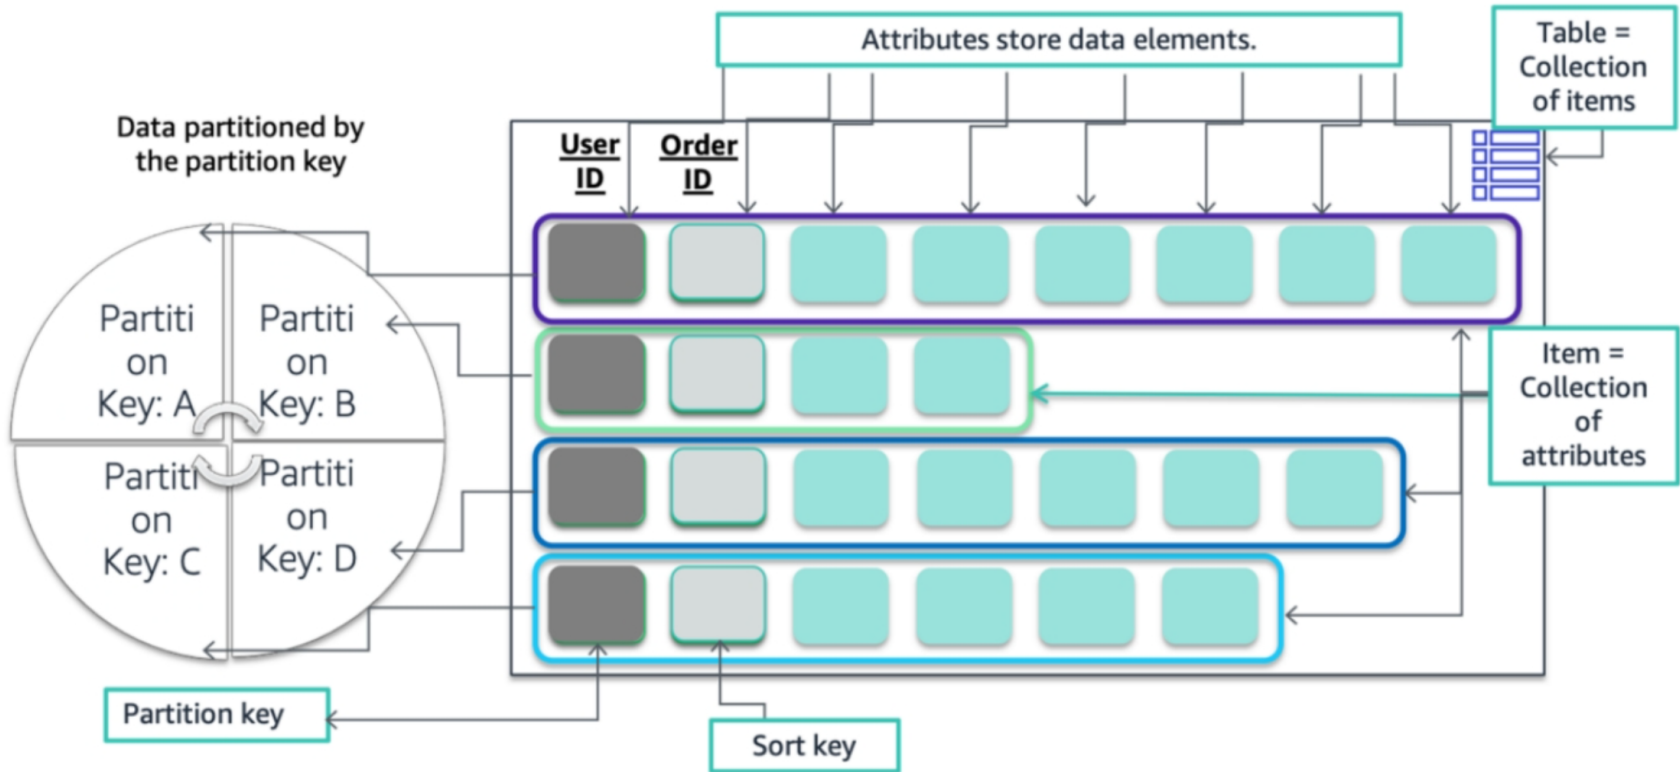 Attributes store data elements.
Table =
Collection
of items
Data partitioned by
the partition key
User
ID
Order
ID
Partiti
on
Key: A
Partiti
on
Key: B
Partiti
on
Key: C
Partiti
on
Key: D
Item =
Collection
of
attributes
Partition key
Sort key